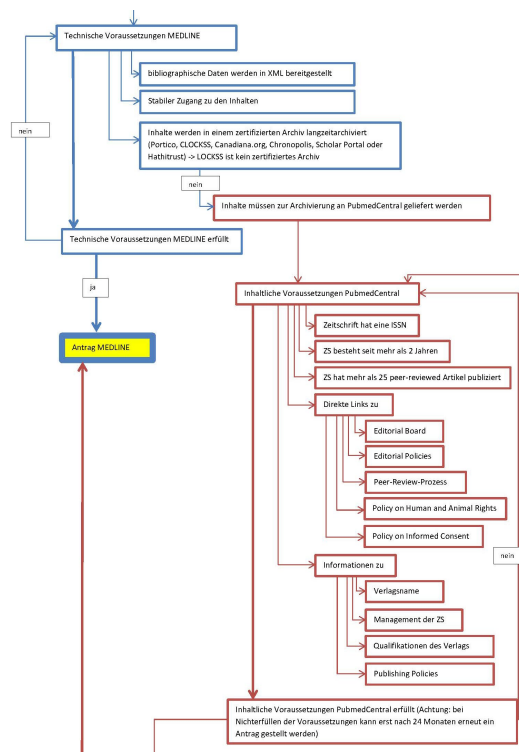 Technische Voraussetzungen MEDLINE
bibliographische Daten werden in XML bereitgestellt
nein
Stabiler Zugang zu den Inhalten
Inhalte werden in einem zertifizierten Archiv langzeitarchiviert
(Portico, CLOCKSS, Canadiana.org, Chronopolis, Scholar Portal oder
Hathitrust) -> LOCKSS ist kein zertifiziertes Archiv
nein
Inhalte müssen zur Archivierung an PubmedCentral geliefert werden
Technische Voraussetzungen MEDLINE erfüllt
ja
Inhaltliche Voraussetzungen PubmedCentral
Zeitschrift hat eine ISSN
Antrag MEDLINE
ZS besteht seit mehr als 2 Jahren
ZS hat mehr als 25 peer-reviewed Artikel publiziert
Direkte Links zu
Editorial Board
Editorial Policies
Peer-Review-Prozess
Policy on Human and Animal Rights
Policy on Informed Consent
nein
Informationen zu
Verlagsname
Management der ZS
Qualifikationen des Verlags
Publishing Policies
Inhaltliche Voraussetzungen PubmedCentral erfüllt (Achtung: bei
Nichterfüllen der Voraussetzungen kann erst nach 24 Monaten erneut ein
Antrag gestellt werden)